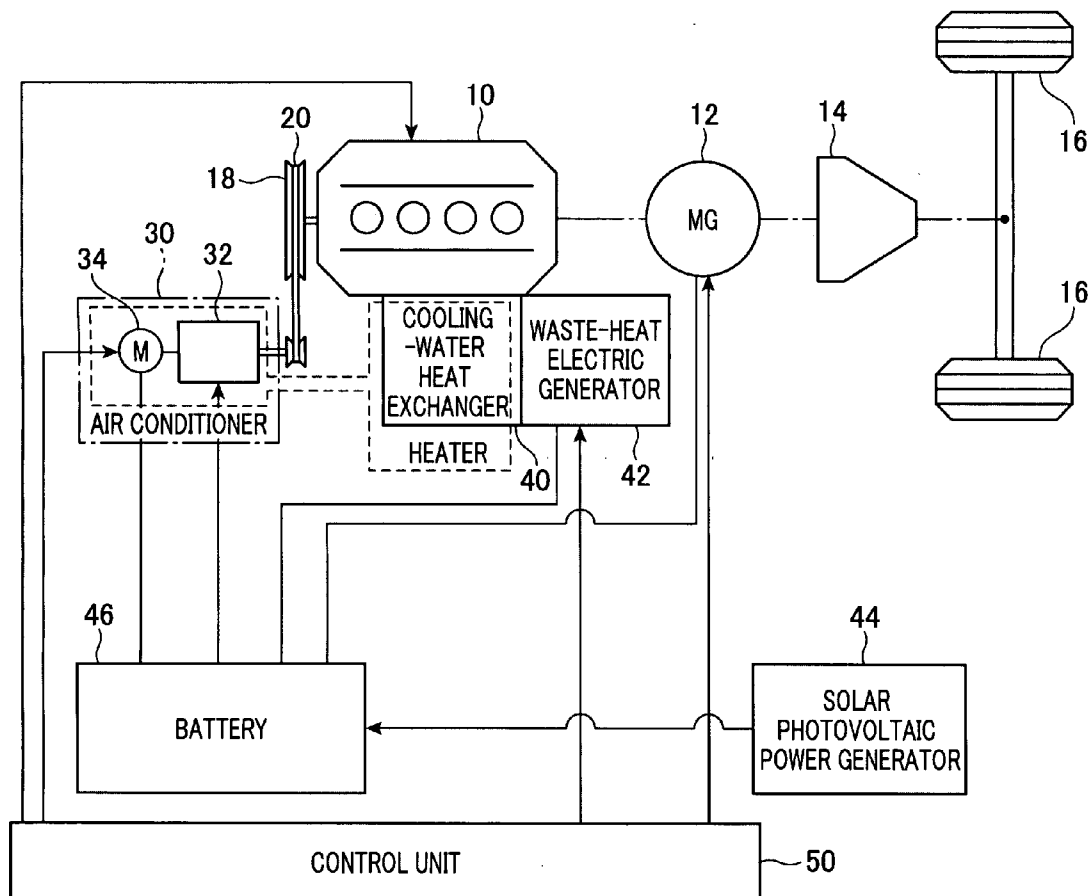 10
20
12
14
16
18
MG
30
34
32
M
COOLING
-WATER
HEAT
EXCHANGER
WASTE-HEAT
ELECTRIC
GENERATOR
16
AIR CONDITIONER
HEATER
40
42
46
44
BATTERY
SOLAR
PHOTOVOLTAIC
POWER GENERATOR
CONTROL UNIT
50